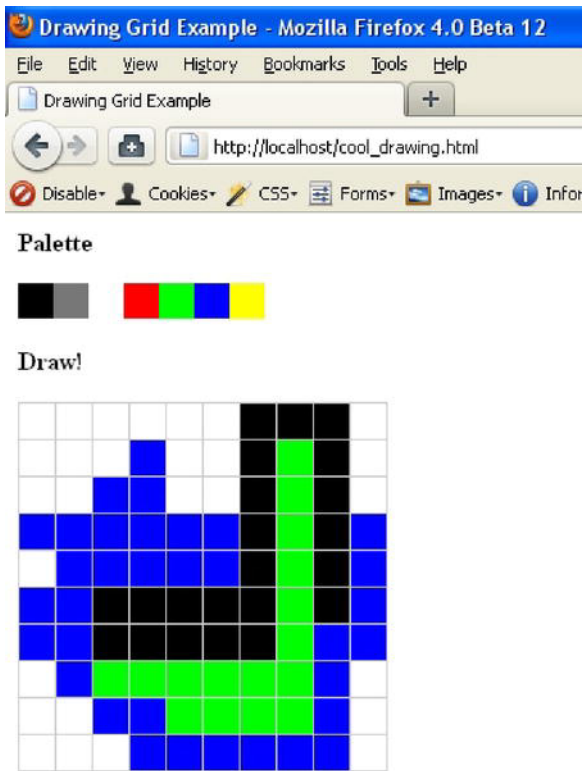 Drawing Grid Example - Mozilla Firefox 4.0 Beta 12
File Edit View History Bookmarks Tools Help
Drawing Grid Example +
http://localhost/cool_drawing.html
Disable Cookies CSS Forms Images Infor
Palette
Draw!